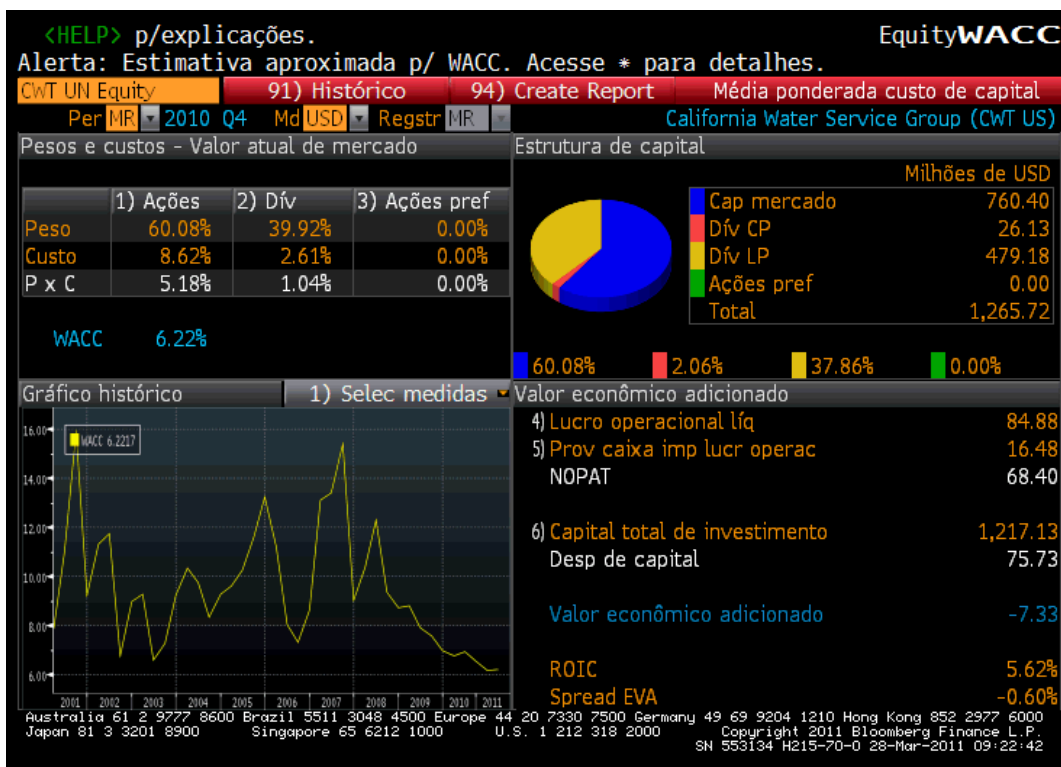 <HELP> p/explicações. EquityWACC
Alerta: Estimativa aproximada p/ WACC. Acesse * para detalhes.
CWT UN Equity 91) Histórico 94) Create Report Média ponderada custo de capital
Per MR 2010 Q4 Md USD Regstr MR California Water Service Group (CWT US)
Pesos e custos - Valor atual de mercado
1) Ações 2) Dív 3) Ações pref
Peso 60.08% 39.92% 0.00%
Custo 8.62% 2.61% 0.00%
P x C 5.18% 1.04% 0.00%
WACC 6.22%
Estrutura de capital
Milhões de USD
Cap mercado 760.40
Dív CP 26.13
Dív LP 479.18
Ações pref 0.00
Total 1,265.72
60.08% 2.06% 37.86% 0.00%
Gráfico histórico 1) Selec medidas
WACC 6.2217
16.00
14.00
12.00
10.00
8.00
6.00
2001 2002 2003 2004 2005 2006 2007 2008 2009 2010 2011
Valor econômico adicionado
4) Lucro operacional líq 84.88
5) Prov caixa imp lucr operac 16.48
NOPAT 68.40
6) Capital total de investimento 1,217.13
Desp de capital 75.73
Valor econômico adicionado -7.33
ROIC 5.62%
Spread EVA -0.60%
Australia 61 2 9777 8600 Brazil 5511 3048 4500 Europe 44 20 7330 7500 Germany 49 69 9204 1210 Hong Kong 852 2977 6000
Japan 81 3 3201 8900 Singapore 65 6212 1000 U.S. 1 212 318 2000 Copyright 2011 Bloomberg Finance L.P.
SN 553134 H215-70-0 28-Mar-2011 09:22:42